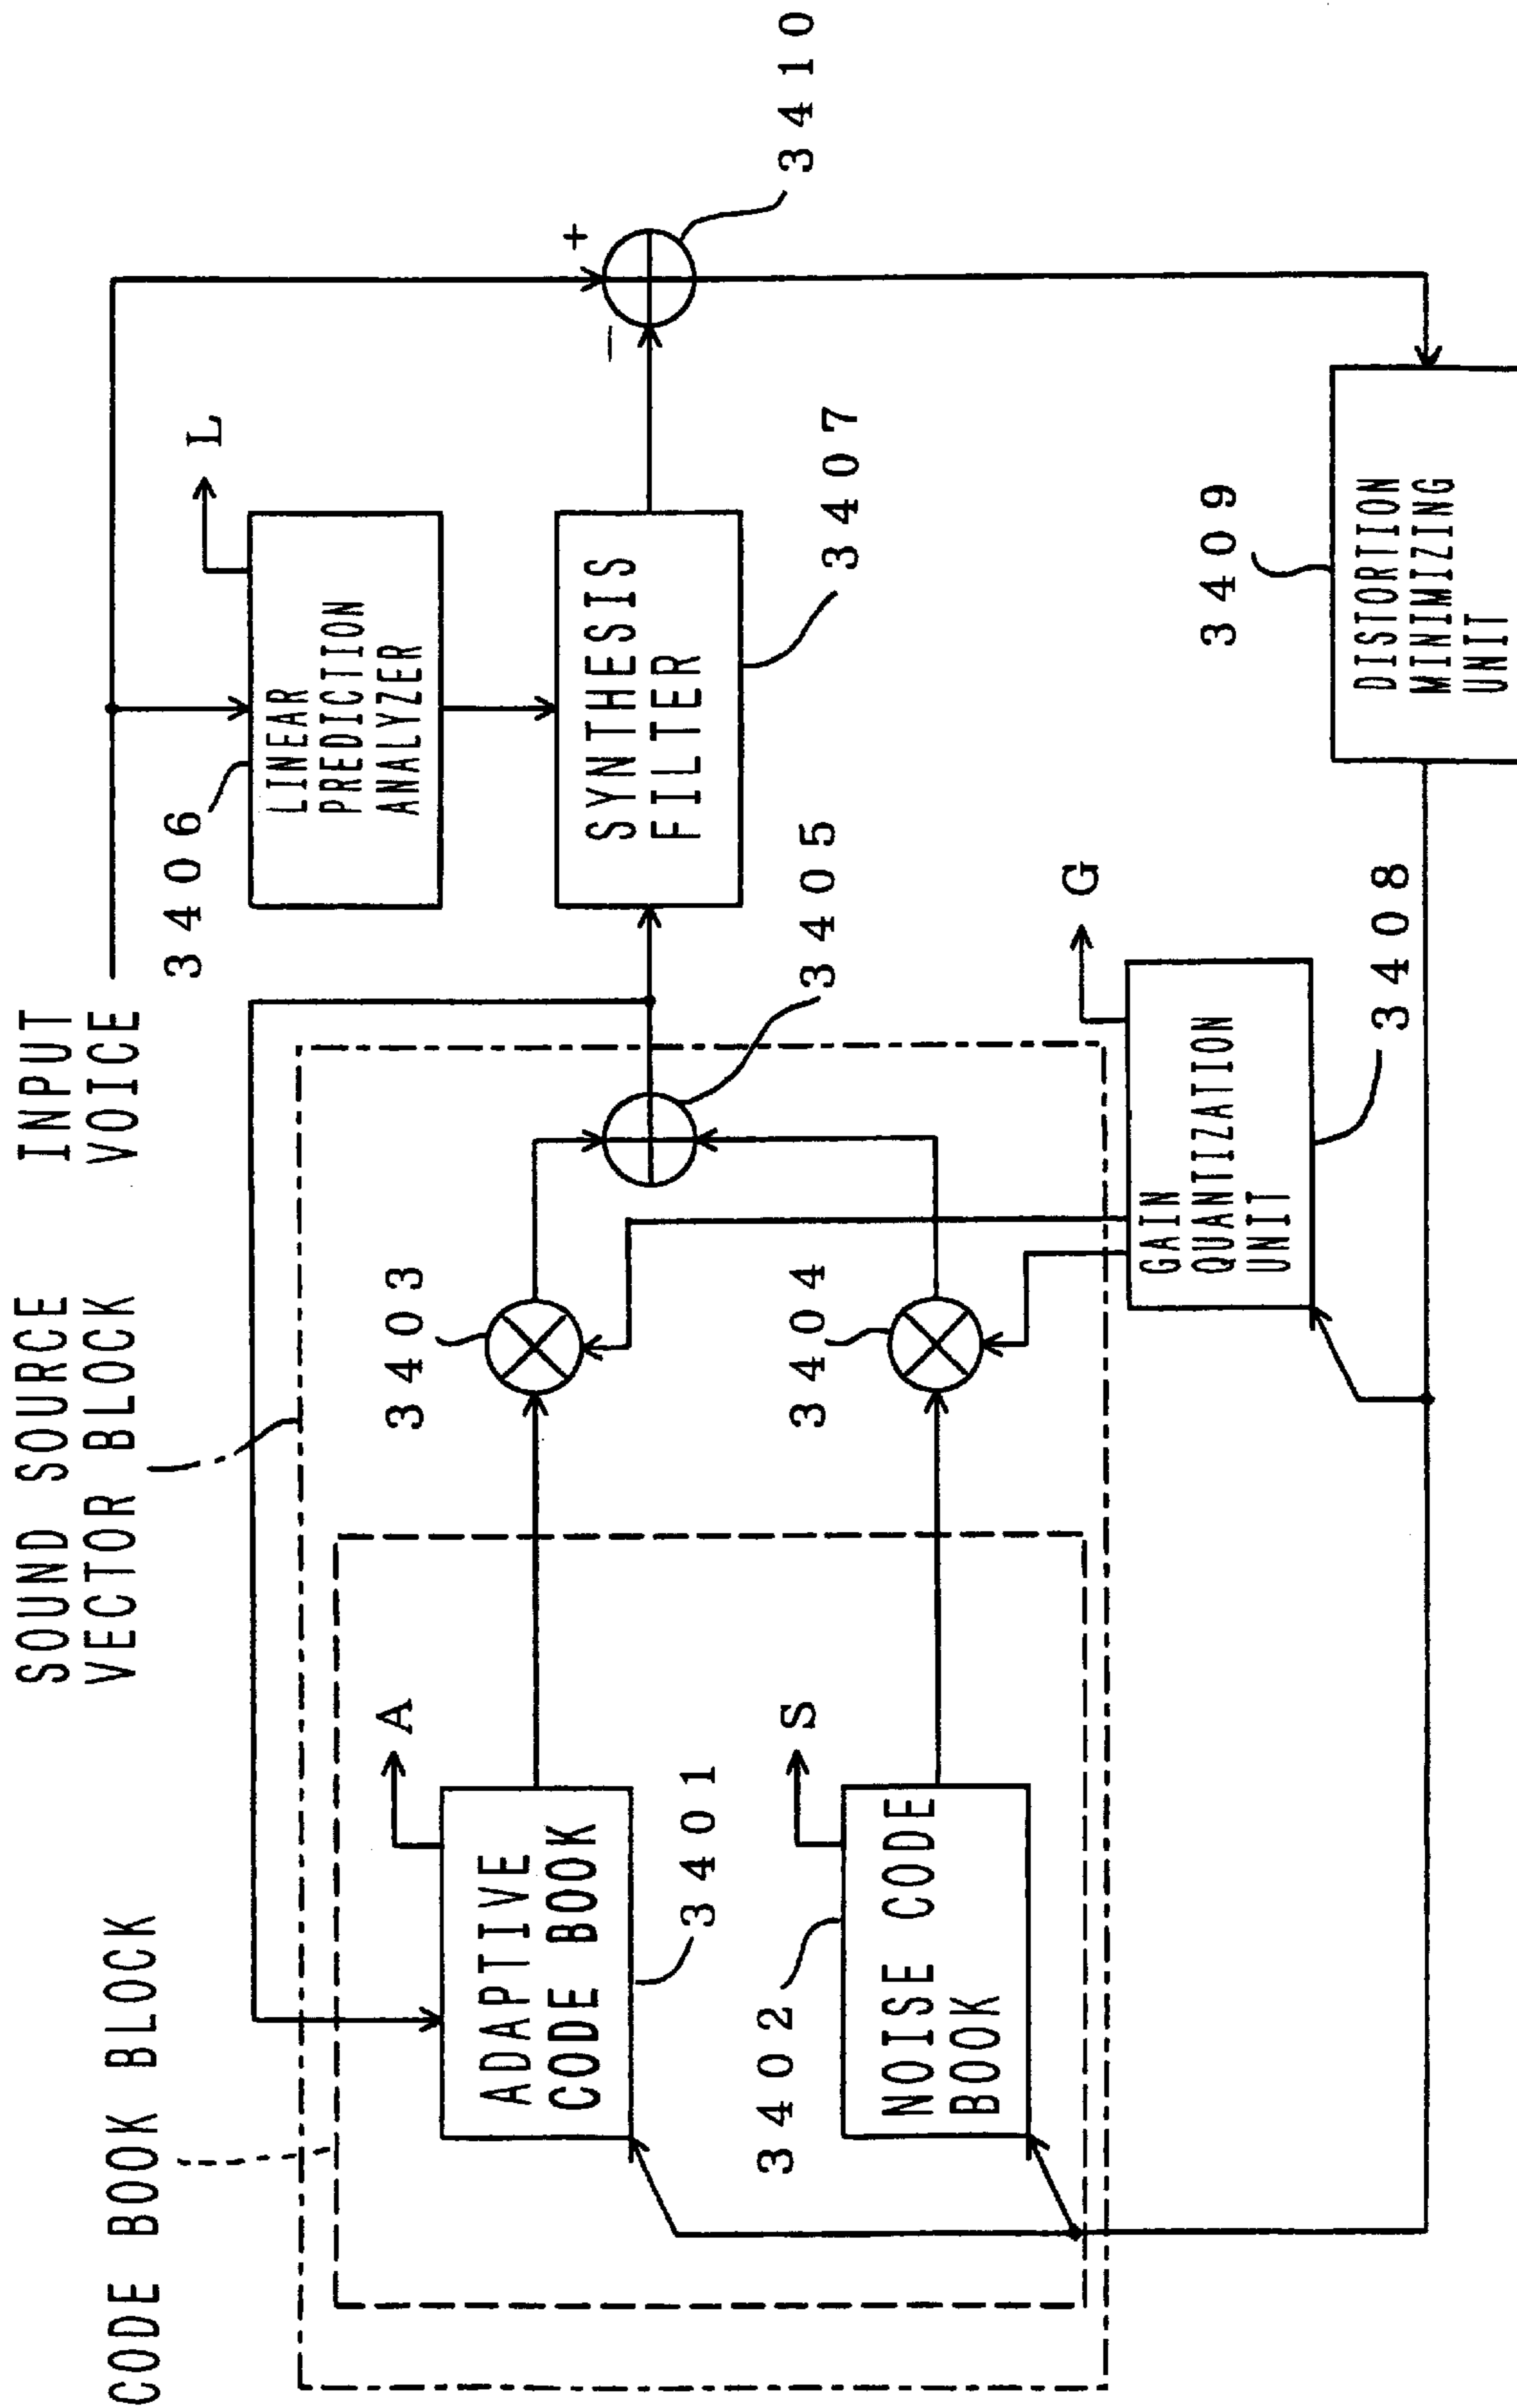 CODE BOOK BLOCK
SOUND SOURCE
VECTOR BLOCK
INPUT
VOICE
3406
LINEAR
PREDICTION
ANALYZER
L
A
ADAPTIVE
CODE BOOK
3401
3403
3405
SYNTHESIS
FILTER
3407
+
−
3410
3402
S
NOISE CODE
BOOK
3404
G
GAIN
QUANTIZATION
UNIT
3408
3409
DISTORTION
MINIMIZING
UNIT